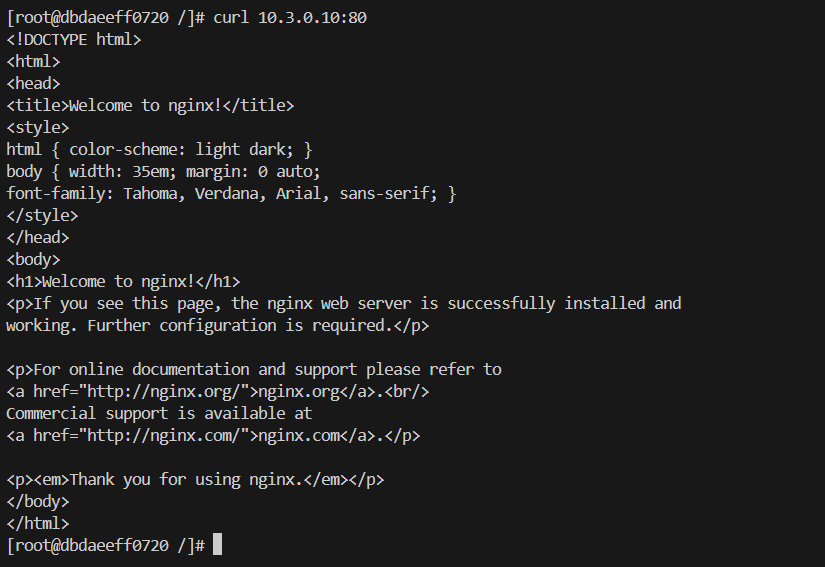 [root@dbdaeeff0720 /]# curl 10.3.0.10:80
<!DOCTYPE html>
<html>
<head>
<title>Welcome to nginx!</title>
<style>
html { color-scheme: light dark; }
body { width: 35em; margin: 0 auto;
font-family: Tahoma, Verdana, Arial, sans-serif; }
</style>
</head>
<body>
<h1>Welcome to nginx!</h1>
<p>If you see this page, the nginx web server is successfully installed and
working. Further configuration is required.</p>

<p>For online documentation and support please refer to
<a href="http://nginx.org/">nginx.org</a>.<br/>
Commercial support is available at
<a href="http://nginx.com/">nginx.com</a>.</p>

<p><em>Thank you for using nginx.</em></p>
</body>
</html>
[root@dbdaeeff0720 /]#